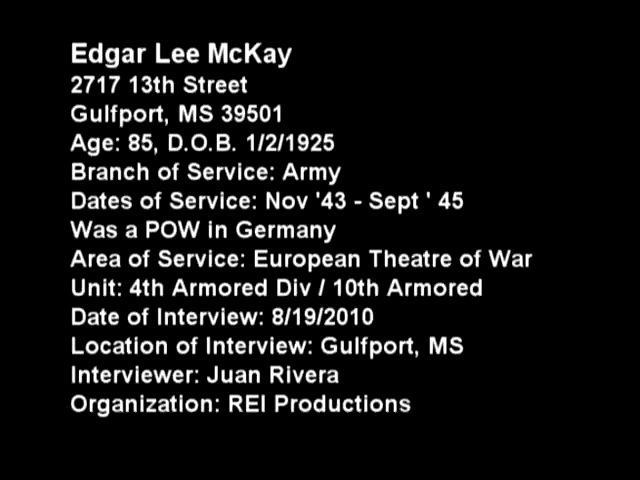 Edgar Lee McKay
2717 13th Street
Gulfport, MS 39501
Age: 85, D.O.B. 1/2/1925
Branch of Service: Army
Dates of Service: Nov '43 - Sept ' 45
Was a POW in Germany
Area of Service: European Theatre of War
Unit: 4th Armored Div / 10th Armored
Date of Interview: 8/19/2010
Location of Interview: Gulfport, MS
Interviewer: Juan Rivera
Organization: REI Productions